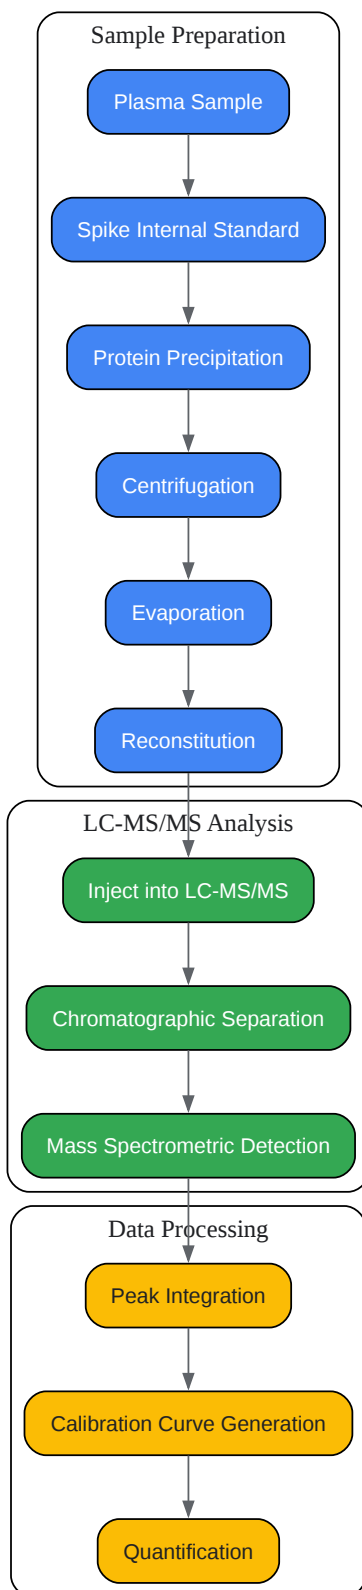 Sample Preparation
Plasma Sample
Spike Internal Standard
Protein Precipitation
Centrifugation
Evaporation
Reconstitution
LC-MS/MS Analysis
Inject into LC-MS/MS
Chromatographic Separation
Mass Spectrometric Detection
Data Processing
Peak Integration
Calibration Curve Generation
Quantification